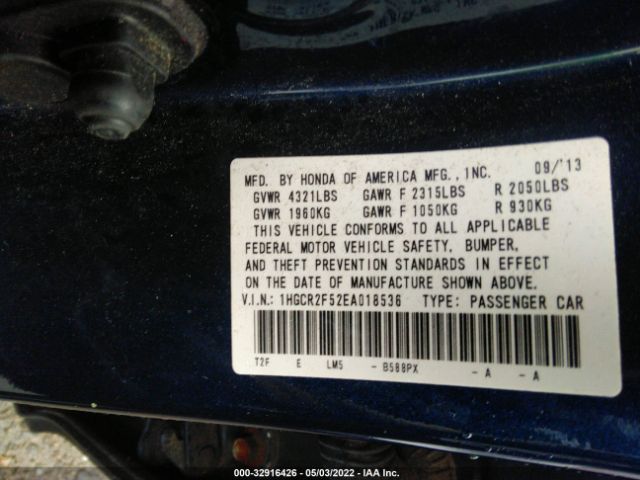 MFD. BY HONDA OF AMERICA MFG., INC. 09/'13
GVWR 4321LBS GAWR F 2315LBS R 2050LBS
GVWR 1960KG GAWR F 1050KG R 930KG
THIS VEHICLE CONFORMS TO ALL APPLICABLE
FEDERAL MOTOR VEHICLE SAFETY, BUMPER,
AND THEFT PREVENTION STANDARDS IN EFFECT
ON THE DATE OF MANUFACTURE SHOWN ABOVE.
V.I.N.: 1HGCR2F52EA018536 TYPE: PASSENGER CAR
T2F E LM5 - B588PX - A - A
000-32916426 - 05/03/2022 - IAA Inc.